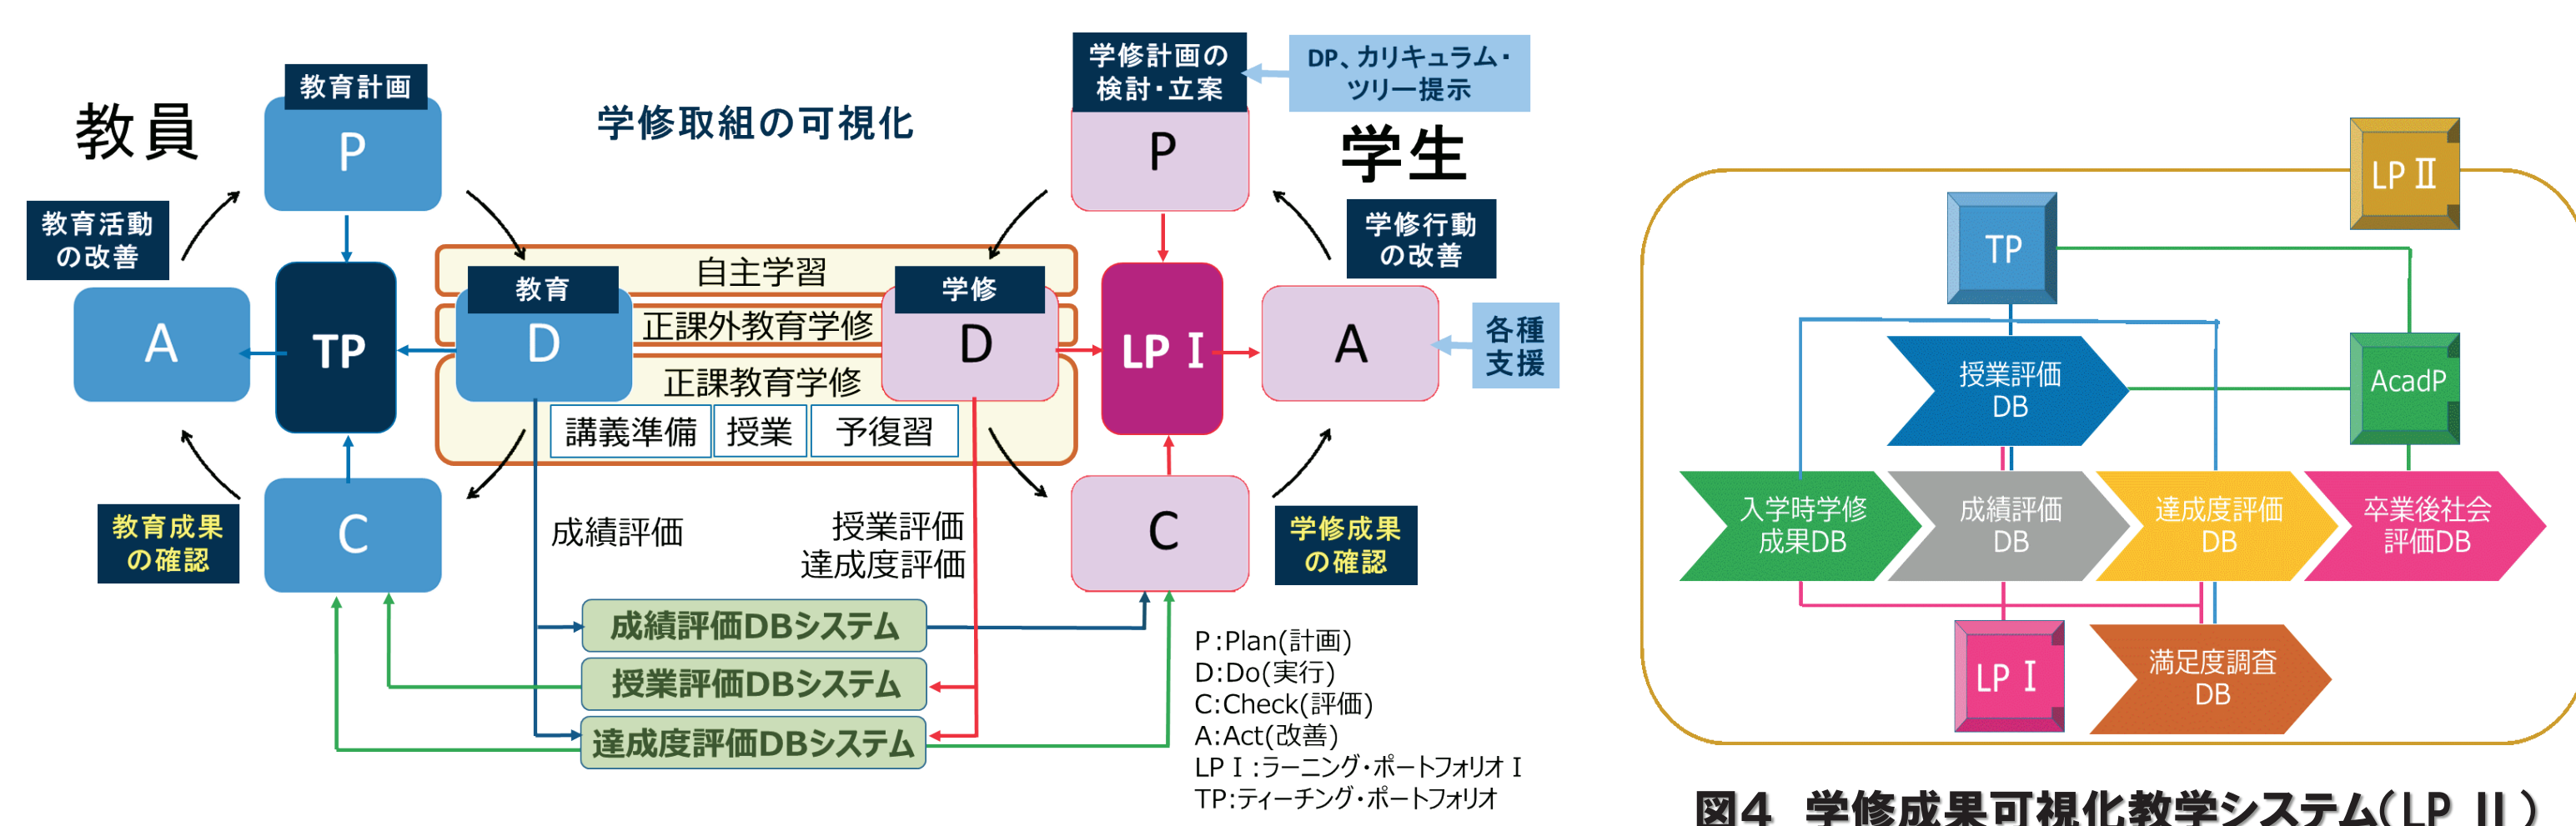 教員
教育計画
P
学修取組の可視化
学修計画の
検討・立案
P
DP、カリキュラム・
ツリー提示
学生
教育活動
の改善
A
TP
教育
D
自主学習
正課外教育学修
正課教育学修
講義準備
授業
予復習
学修
D
LP Ⅰ
学修行動
の改善
A
各種
支援
教育成果
の確認
C
成績評価
授業評価
達成度評価
C
学修成果
の確認
成績評価DBシステム
授業評価DBシステム
達成度評価DBシステム
P:Plan(計画)
D:Do(実行)
C:Check(評価)
A:Act(改善)
LP Ⅰ:ラーニング・ポートフォリオ Ⅰ
TP:ティーチング・ポートフォリオ
LP Ⅱ
TP
授業評価
DB
AcadP
入学時学修
成果DB
成績評価
DB
達成度評価
DB
卒業後社会
評価DB
LP Ⅰ
満足度調査
DB
図4 学修成果可視化教学システム(LP Ⅱ)